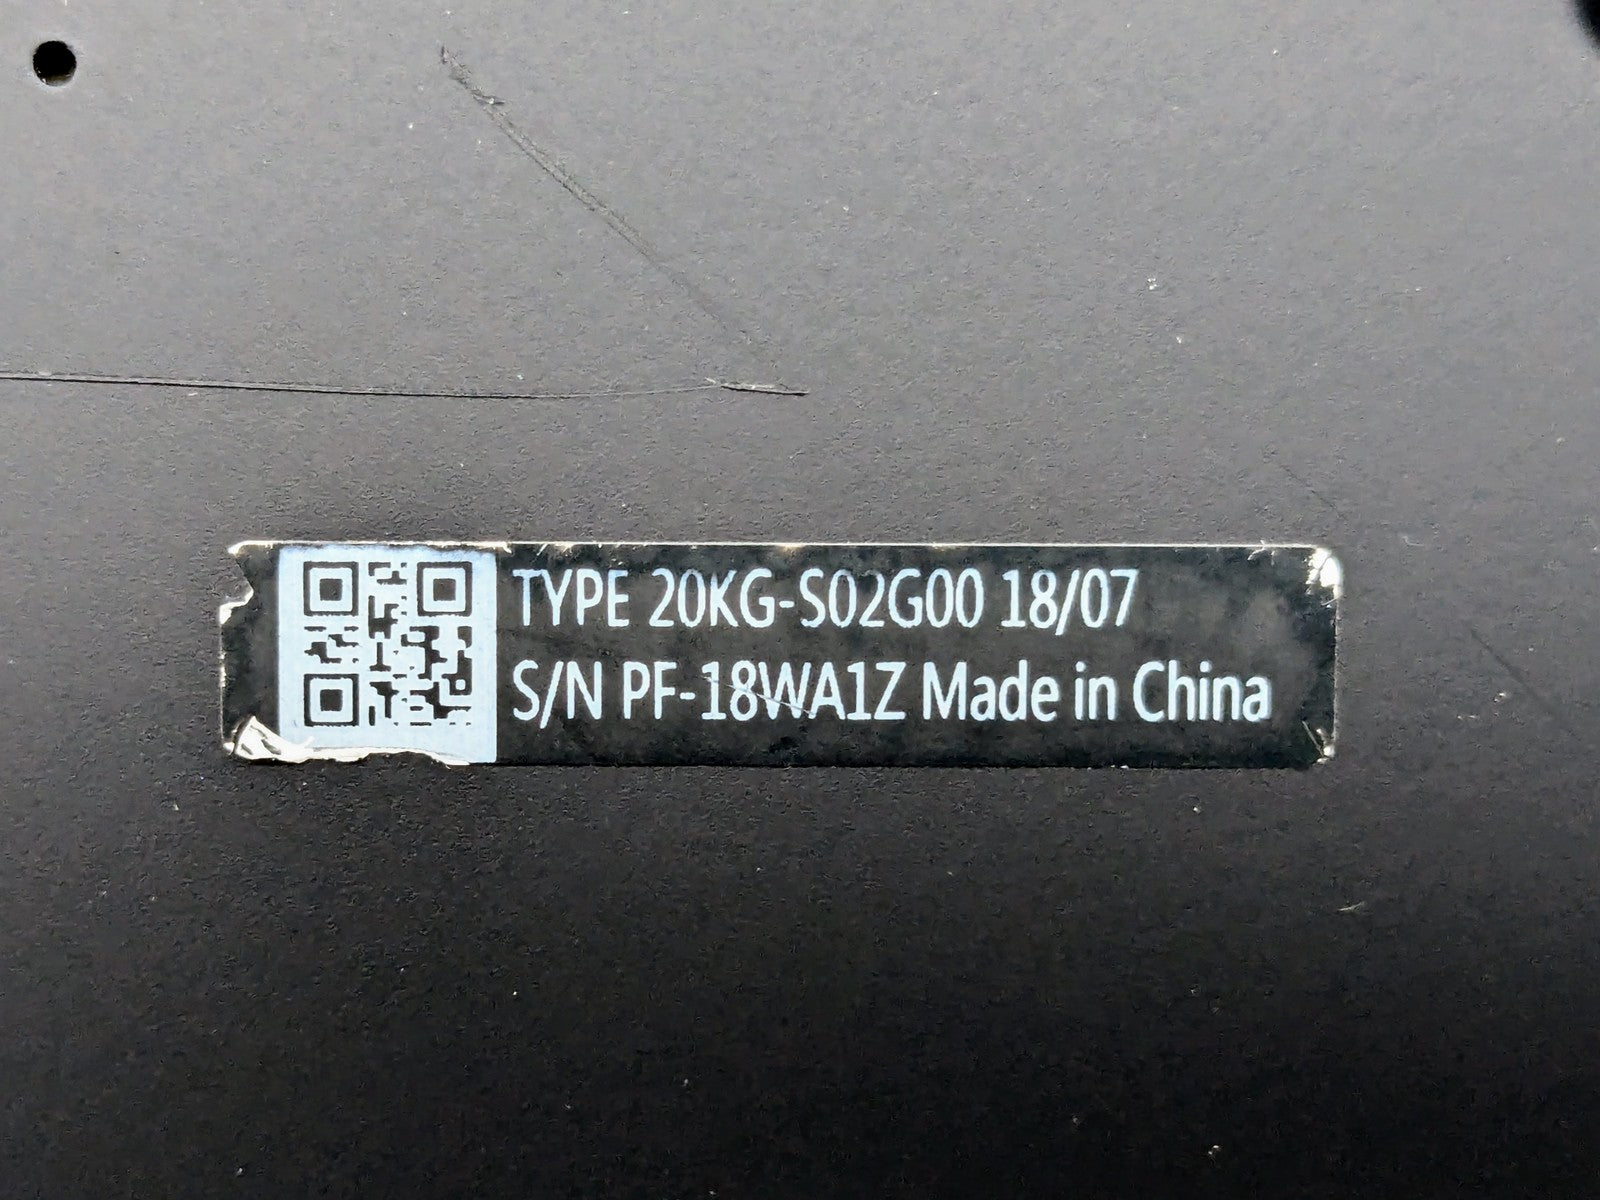 TYPE 20KG-S02G00 18/07
S/N PF-18WA1Z Made in China